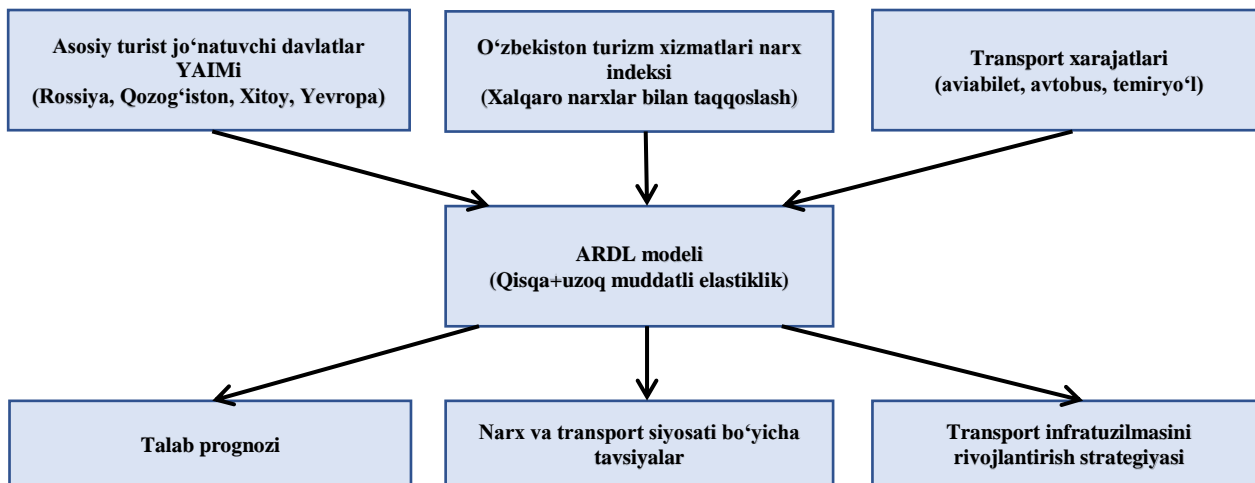 Asosiy turist jo‘natuvchi davlatlar
YAIMi
(Rossiya, Qozog‘iston, Xitoy, Yevropa)
O‘zbekiston turizm xizmatlari narx
indeksi
(Xalqaro narxlar bilan taqqoslash)
Transport xarajatlari
(aviabilet, avtobus, temiryo‘l)
ARDL modeli
(Qisqa+uzoq muddatli elastiklik)
Talab prognozi
Narx va transport siyosati bo‘yicha
tavsiyalar
Transport infratuzilmasini
rivojlantirish strategiyasi